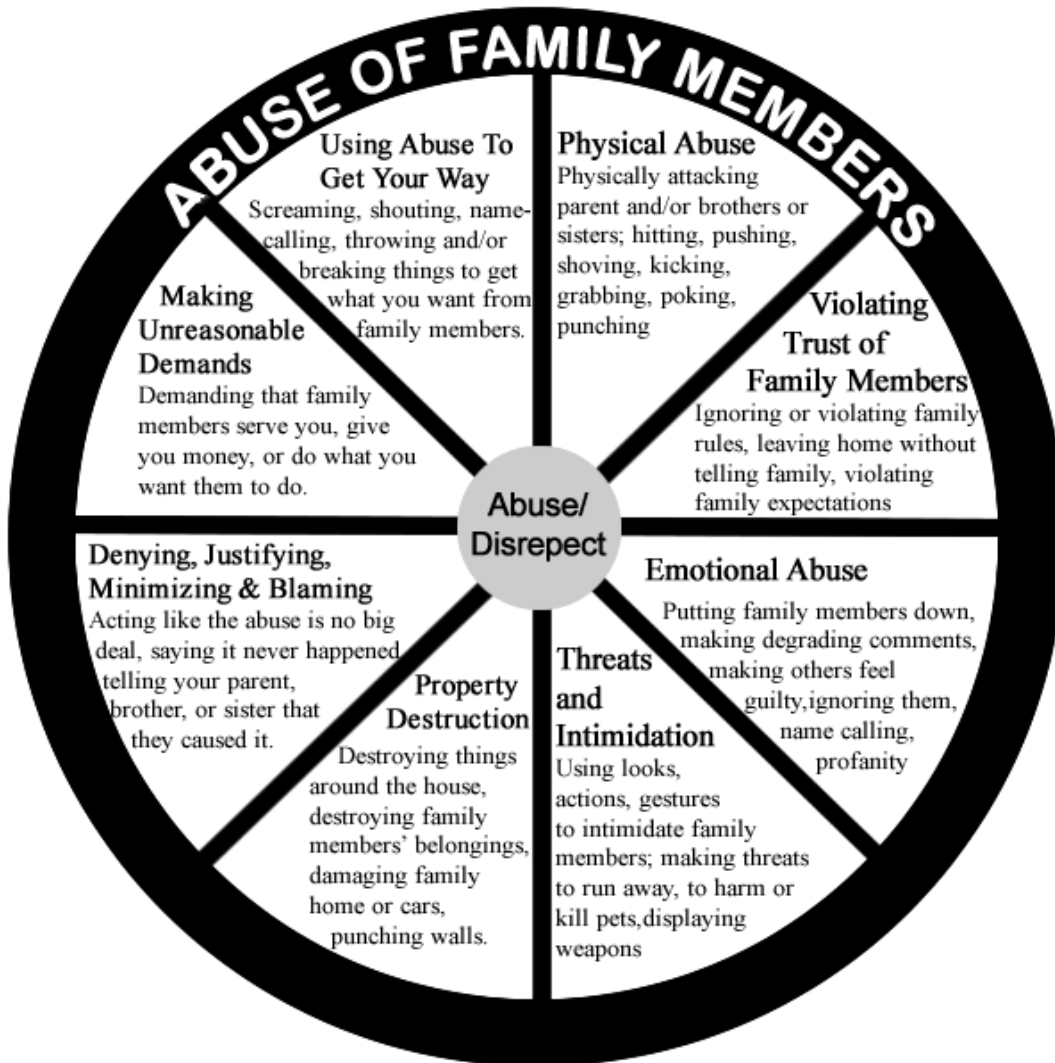 ABUSE OF FAMILY MEMBERS
Using Abuse To
Get Your Way
Screaming, shouting, name-
calling, throwing and/or
breaking things to get
what you want from
family members.
Physical Abuse
Physically attacking
parent and/or brothers or
sisters; hitting, pushing,
shoving, kicking,
grabbing, poking,
punching
Violating
Trust of
Family Members
Ignoring or violating family
rules, leaving home without
telling family, violating
family expectations
Emotional Abuse
Putting family members down,
making degrading comments,
making others feel
guilty,ignoring them,
name calling,
profanity
Threats
and
Intimidation
Using looks,
actions, gestures
to intimidate family
members; making threats
to run away, to harm or
kill pets,displaying
weapons
Property
Destruction
Destroying things
around the house,
destroying family
members’ belongings,
damaging family
home or cars,
punching walls.
Denying, Justifying,
Minimizing & Blaming
Acting like the abuse is no big
deal, saying it never happened
telling your parent,
brother, or sister that
they caused it.
Making
Unreasonable
Demands
Demanding that family
members serve you, give
you money, or do what you
want them to do.
Abuse/
Disrepect